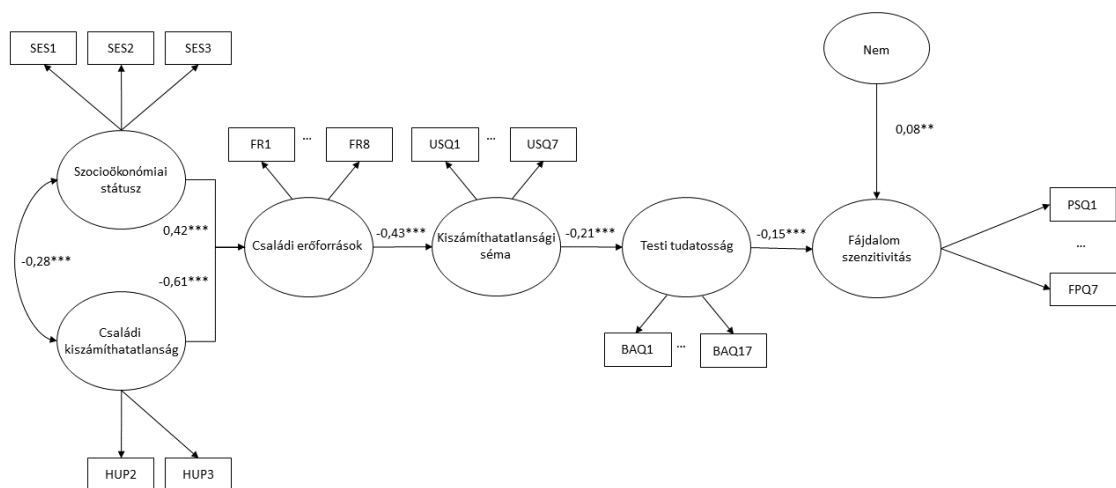 SES1
SES2
SES3
Nem
FR1
...
FR8
USQ1
...
USQ7
0,08**
Szocioökonómiai
státusz
0,42***
PSQ1
Családi erőforrások
-0,43***
Kiszámíthatatlansági
séma
-0,21***
Testi tudatosság
-0,15***
Fájdalom
szenzitivitás
...
-0,28***
-0,61***
FPQ7
Családi
kiszámíthatatlanság
BAQ1
...
BAQ17
HUP2
HUP3